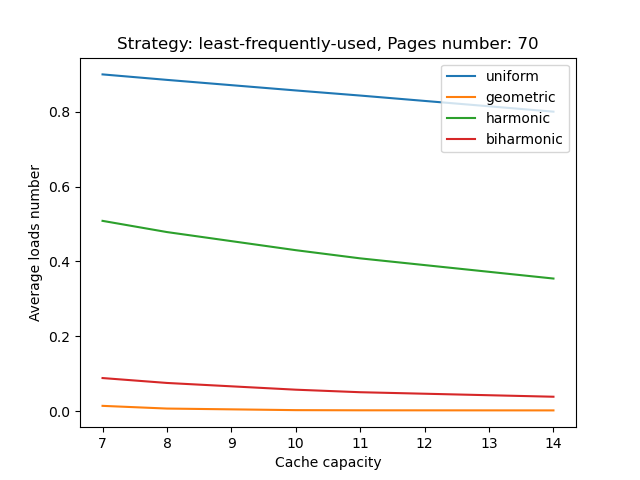 Strategy: least-frequently-used, Pages number: 70
uniform
geometric
harmonic
biharmonic
Average loads number
0.8
0.6
0.4
0.2
0.0
7 8 9 10 11 12 13 14
Cache capacity